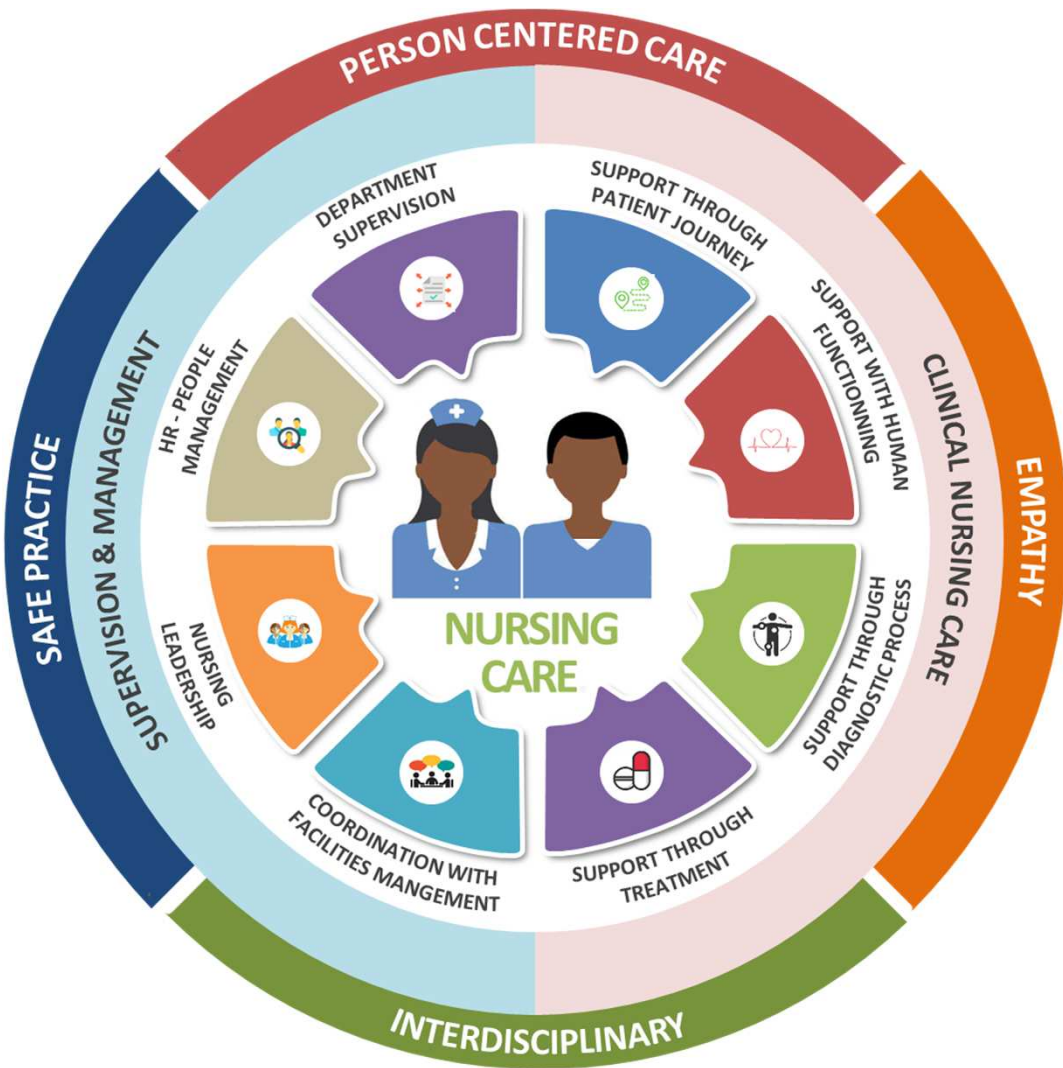 PERSON CENTERED CARE
EMPATHY
INTERDISCIPLINARY
SAFE PRACTICE
SUPERVISION & MANAGEMENT
CLINICAL NURSING CARE
DEPARTMENT
SUPERVISION
SUPPORT THROUGH
PATIENT JOURNEY
SUPPORT WITH HUMAN
FUNCTIONNING
SUPPORT THROUGH
DIAGNOSTIC PROCESS
SUPPORT THROUGH
TREATMENT
COORDINATION WITH
FACILITIES MANGEMENT
NURSING
LEADERSHIP
HR - PEOPLE
MANAGEMENT
NURSING
CARE